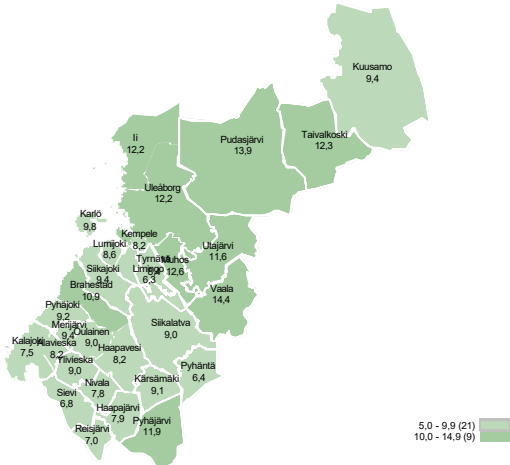 Kuusamo
9,4
Taivalkoski
12,3
Pudasjärvi
13,9
Ii
12,2
Uleåborg
12,2
Karlö
9,8
Kempele
8,2
Lumijoki
8,6
Utajärvi
11,6
Tyrnävä
Muhos
12,6
Limingo
6,3
Siikajoki
9,4
Brahestad
10,9
Vaala
14,4
Pyhäjoki
9,2
Merijärvi
9,4
Oulainen
9,0
Siikalatva
9,0
Kalajoki
7,5
Alavieska
8,2
Haapavesi
8,2
Ylivieska
9,0
Pyhäntä
6,4
Kärsämäki
9,1
Nivala
7,8
Sievi
6,8
Haapajärvi
7,9
Pyhäjärvi
11,9
Reisjärvi
7,0
5,0 - 9,9 (21)
10,0 - 14,9 (9)